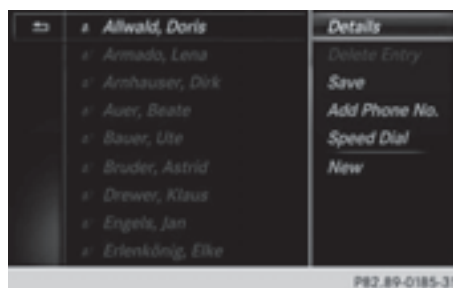 Allwald, Doris
Armado, Lena
Arnhauser, Dirk
Auer, Beate
Bauer, Ute
Bruder, Astrid
Drewer, Klaus
Engels, Jan
Erlenkönig, Elke
Details
Delete Entry
Save
Add Phone No.
Speed Dial
New
P82.89-0185-31